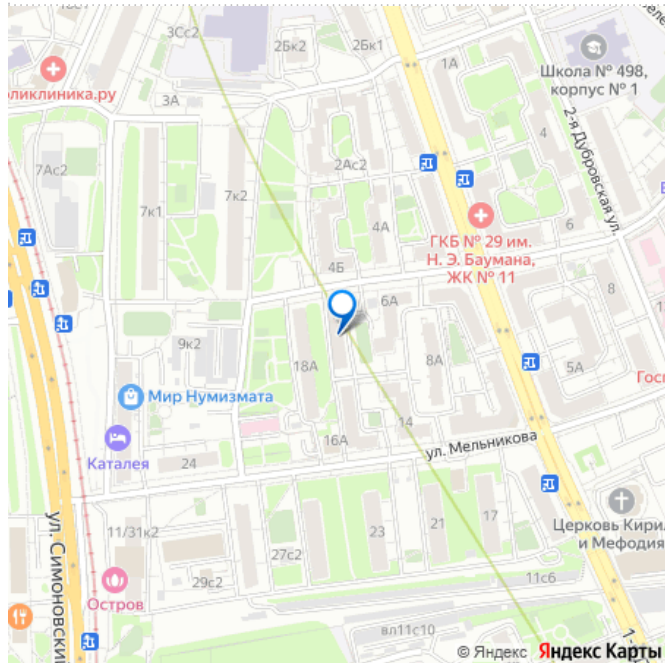 3Сс2
2Бк2
2Бк1
1А
Школа № 498,
корпус № 1
оликлиника.ру
3А
2-я Дубровская ул.
4
7Ас2
2Ас2
7к2
7к1
4А
6
ГКБ № 29 им.
Н. Э. Баумана,
ЖК № 11
4Б
8
6А
9к2
18А
8А
5А
Госп
Мир Нумизмата
14
Каталея
16А
ул. Мельникова
24
17
21
23
11/31к2
27с2
Церковь Кирил
и Мефодия
ул. Симоновский
29с2
11с6
Остров
вл11с10
1-
© Яндекс Яндекс Карты